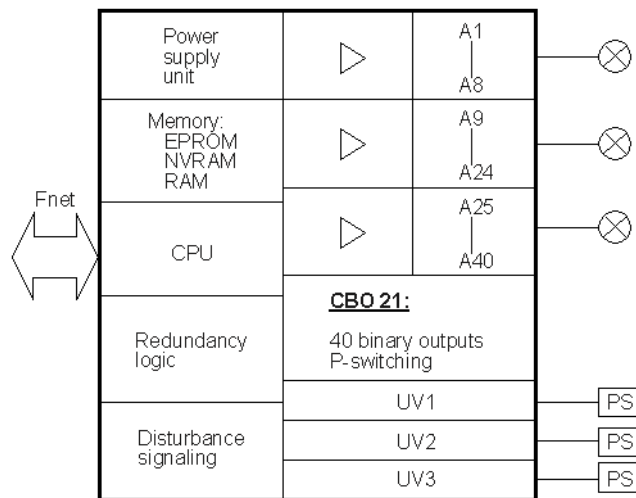 Fnet
Power
supply
unit
Memory:
EPROM
NVRAM
RAM
CPU
Redundancy
logic
Disturbance
signaling
A1
A8
A9
A24
A25
A40
CBO 21:
40 binary outputs
P-switching
UV1
PS
UV2
PS
UV3
PS